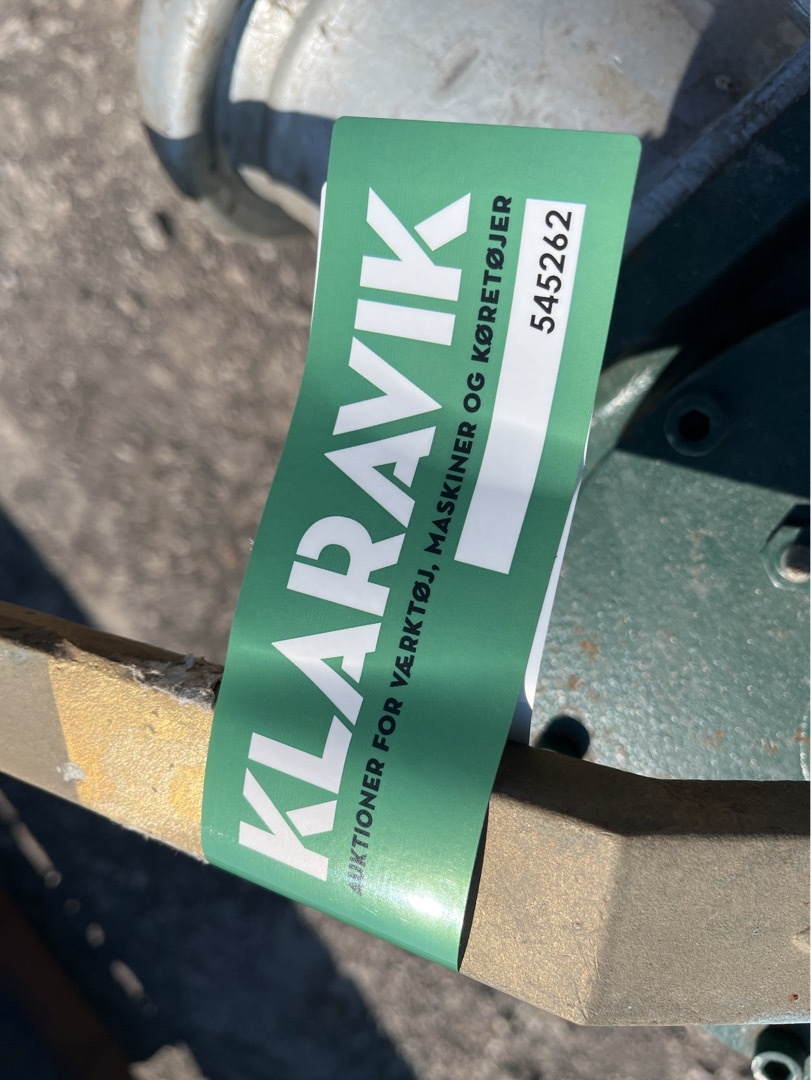 KLARAVIK
AUKTIONER FOR VÆRKTØJ, MASKINER OG KØRETØJER
545262